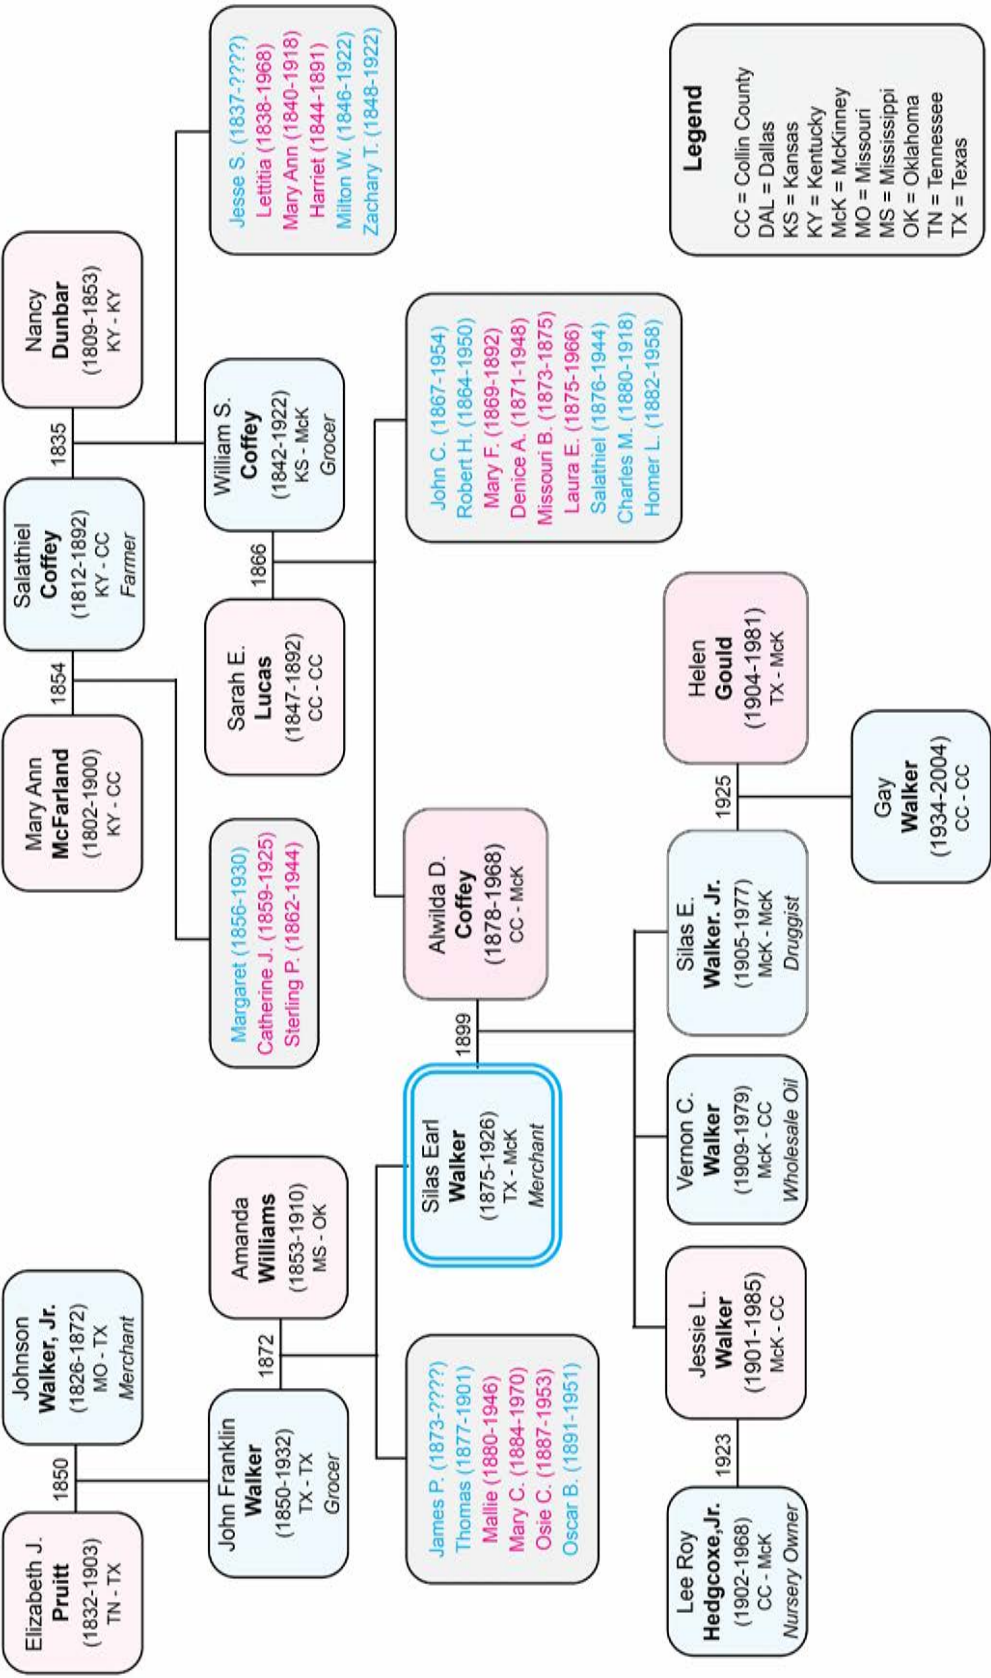 Elizabeth J.
Pruitt
(1832-1903)
TN - TX
1850
Johnson
Walker, Jr.
(1826-1872)
MO - TX
Merchant
Mary Ann
McFarland
(1802-1900)
KY - CC
1854
Salathiel
Coffey
(1812-1892)
KY - CC
Farmer
1835
Nancy
Dunbar
(1809-1853)
KY - KY
John Franklin
Walker
(1850-1932)
TX - TX
Grocer
1872
Amanda
Williams
(1853-1910)
MS - OK
Margaret (1856-1930)
Catherine J. (1859-1925)
Sterling P. (1862-1944)
Sarah E.
Lucas
(1847-1892)
CC - CC
1866
William S.
Coffey
(1842-1922)
KS - McK
Grocer
Jesse S. (1837-????)
Lettitia (1838-1968)
Mary Ann (1840-1918)
Harriet (1844-1891)
Milton W. (1846-1922)
Zachary T. (1848-1922)
James P. (1873-????)
Thomas (1877-1901)
Mallie (1880-1946)
Mary C. (1884-1970)
Osie C. (1887-1953)
Oscar B. (1891-1951)
Silas Earl
Walker
(1875-1926)
TX - McK
Merchant
1899
Alwilda D.
Coffey
(1878-1968)
CC - McK
John C. (1867-1954)
Robert H. (1864-1950)
Mary F. (1869-1892)
Denice A. (1871-1948)
Missouri B. (1873-1875)
Laura E. (1875-1966)
Salathiel (1876-1944)
Charles M. (1880-1918)
Homer L. (1882-1958)
Lee Roy
Hedgcoxe,Jr.
(1902-1968)
CC - McK
Nursery Owner
1923
Jessie L.
Walker
(1901-1985)
McK - CC
Vernon C.
Walker
(1909-1979)
McK - CC
Wholesale Oil
Silas E.
Walker. Jr.
(1905-1977)
McK - McK
Druggist
1925
Helen
Gould
(1904-1981)
TX - McK
Gay
Walker
(1934-2004)
CC - CC
Legend
CC = Collin County
DAL = Dallas
KS = Kansas
KY = Kentucky
McK = McKinney
MO = Missouri
MS = Mississippi
OK = Oklahoma
TN = Tennessee
TX = Texas